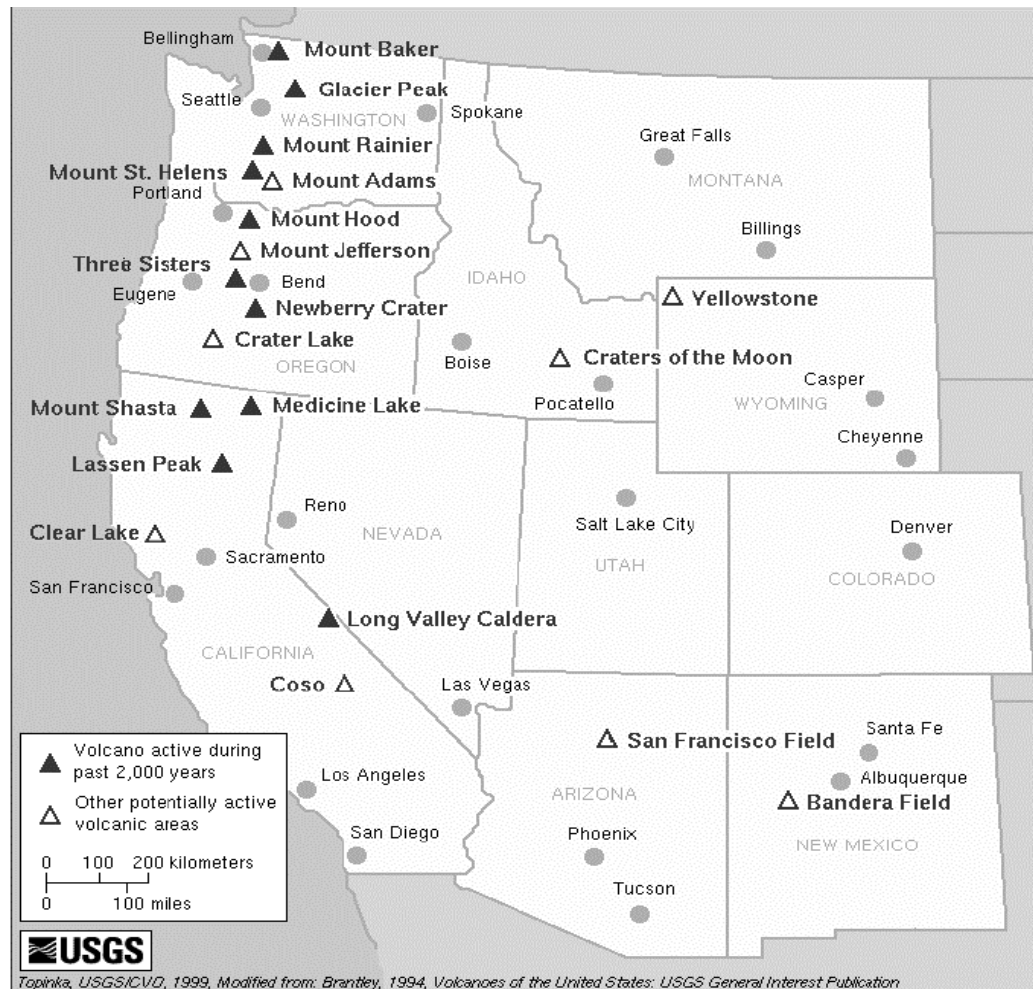 Bellingham
Mount Baker
Glacier Peak
Seattle
WASHINGTON
Spokane
Mount Rainier
Mount St. Helens
Mount Adams
Portland
Mount Hood
Mount Jefferson
Three Sisters
Eugene
Bend
Newberry Crater
Crater Lake
OREGON
Great Falls
MONTANA
Billings
IDAHO
Yellowstone
Boise
Craters of the Moon
Pocatello
Casper
WYOMING
Cheyenne
Mount Shasta
Medicine Lake
Lassen Peak
Reno
NEVADA
Salt Lake City
UTAH
Denver
COLORADO
Clear Lake
Sacramento
San Francisco
Long Valley Caldera
CALIFORNIA
Coso
Las Vegas
San Francisco Field
Santa Fe
Albuquerque
Bandera Field
ARIZONA
NEW MEXICO
Los Angeles
San Diego
Phoenix
Tucson
Volcano active during
past 2,000 years
Other potentially active
volcanic areas
0 100 200 kilometers
0 100 miles
USGS
Topinka, USGS/CVO, 1999, Modified from: Brantley, 1994, Volcanoes of the United States: USGS General Interest Publication